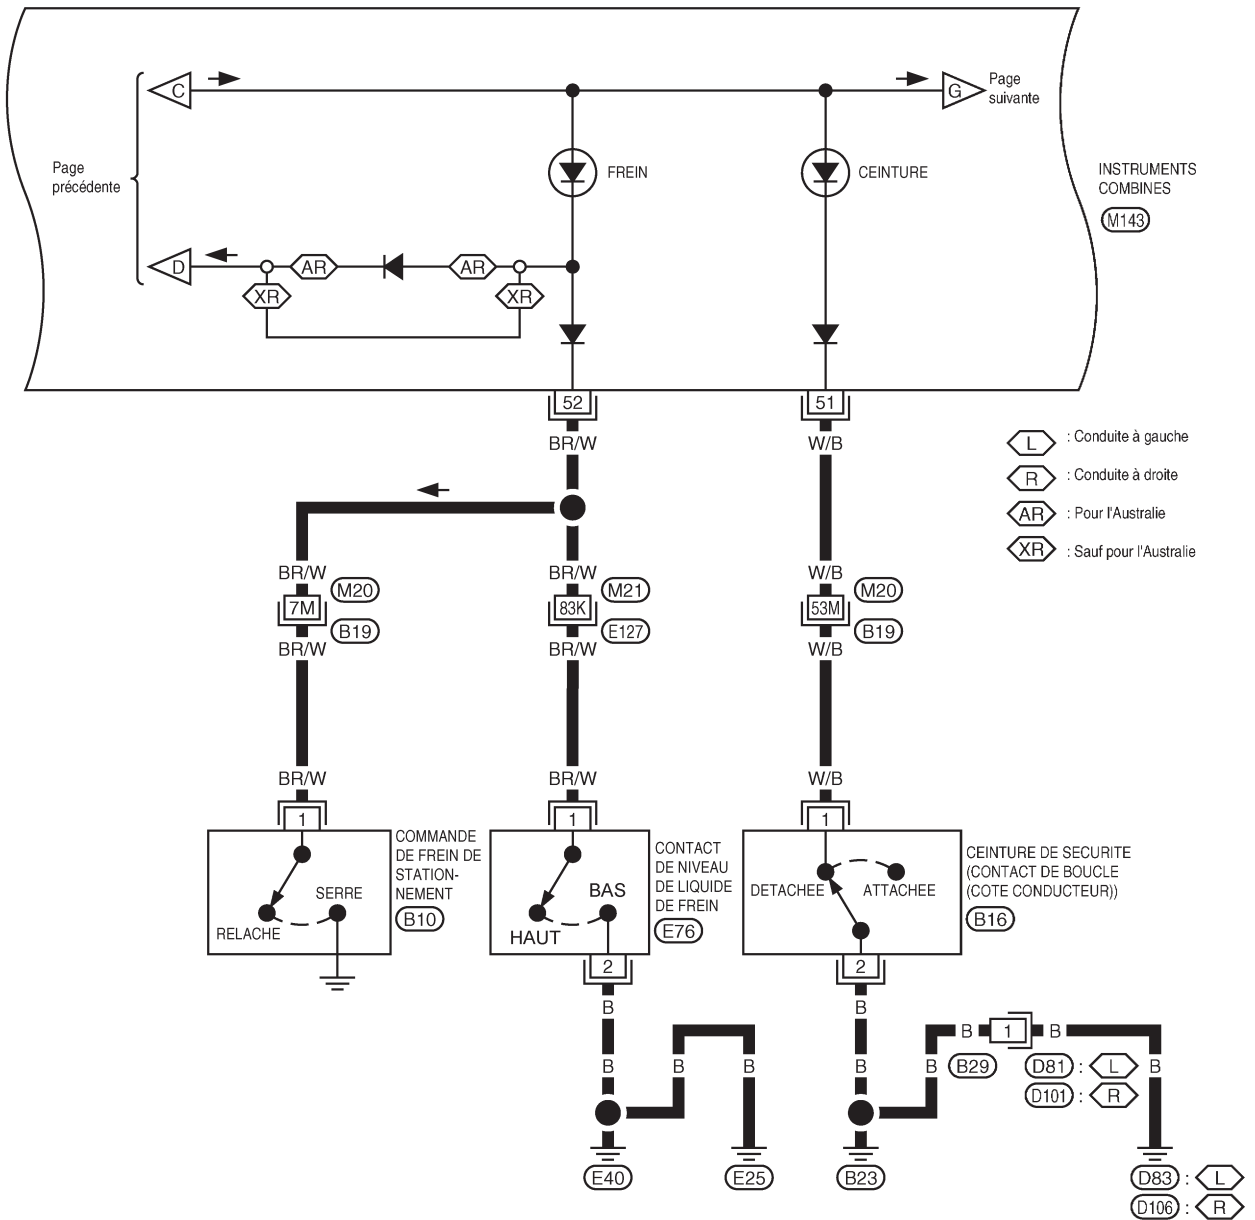 C
G
Page
suivante
Page
précédente
FREIN
CEINTURE
INSTRUMENTS
COMBINES
M143
D
AR
AR
XR
XR
52
51
BR/W
W/B
L : Conduite à gauche
R : Conduite à droite
AR : Pour l'Australie
XR : Sauf pour l'Australie
BR/W
BR/W
W/B
7M
M20
B19
83K
M21
E127
53M
M20
B19
BR/W
BR/W
W/B
BR/W
BR/W
W/B
1
1
1
COMMANDE
DE FREIN DE
STATION-
NEMENT
B10
SERRE
RELACHE
CONTACT
DE NIVEAU
DE LIQUIDE
DE FREIN
E76
BAS
HAUT
CEINTURE DE SECURITE
(CONTACT DE BOUCLE
(COTE CONDUCTEUR))
B16
DETACHEE
ATTACHEE
2
2
B
B
B
1
B
B
B
B
B
B
B29
D81 : L
D101 : R
B
E40
E25
B23
D83 : L
D106 : R